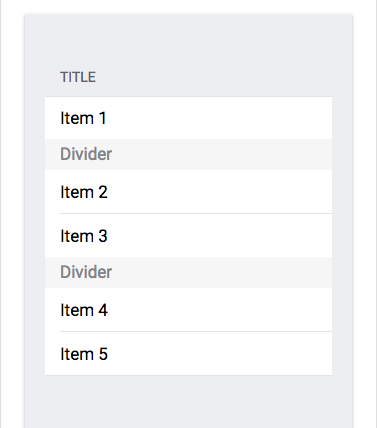 TITLE
Item 1
Divider
Item 2
Item 3
Divider
Item 4
Item 5